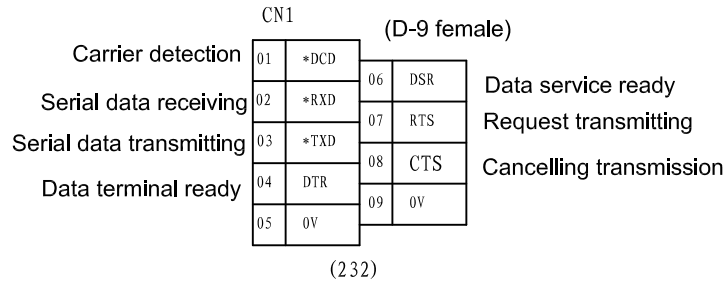 CN1
(D-9 female)
Carrier detection 01 *DCD
06 DSR Data service ready
Serial data receiving 02 *RXD
07 RTS Request transmitting
Serial data transmitting 03 *TXD
08 CTS Cancelling transmission
Data terminal ready 04 DTR
09 0V
05 0V
(232)